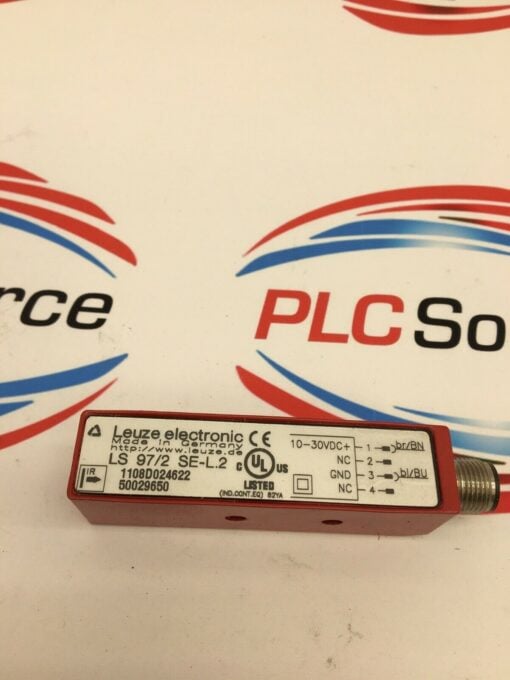 rce
PLC So
Leuze electronic
Made in Germany
http://www.leuze.de
LS 97/2 SE-L.2
1108D024622
50029650
IR
CE
C UL US
LISTED
(IND.CONT.EQ) 82YA
10-30VDC+ 1 br/BN
NC 2
GND 3 bl/BU
NC 4